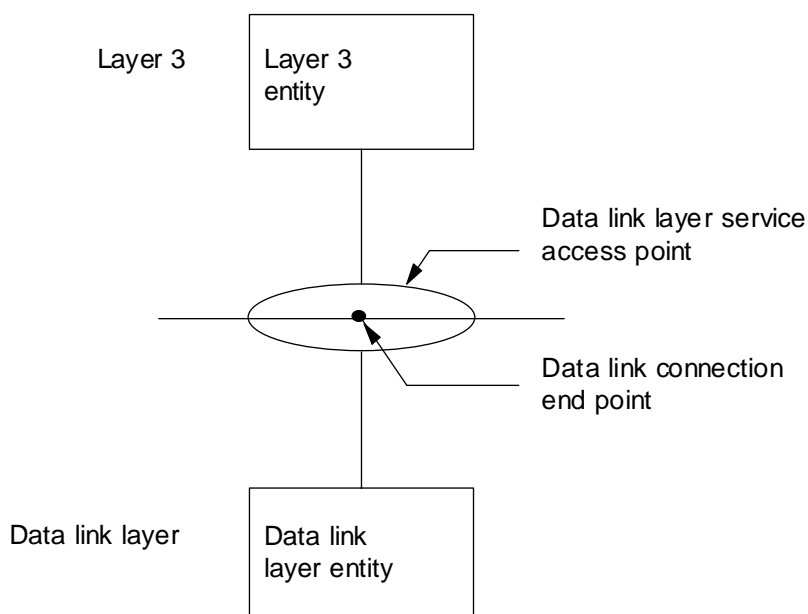 Layer 3
Layer 3
entity
Data link layer service
access point
Data link connection
end point
Data link layer
Data link
layer entity